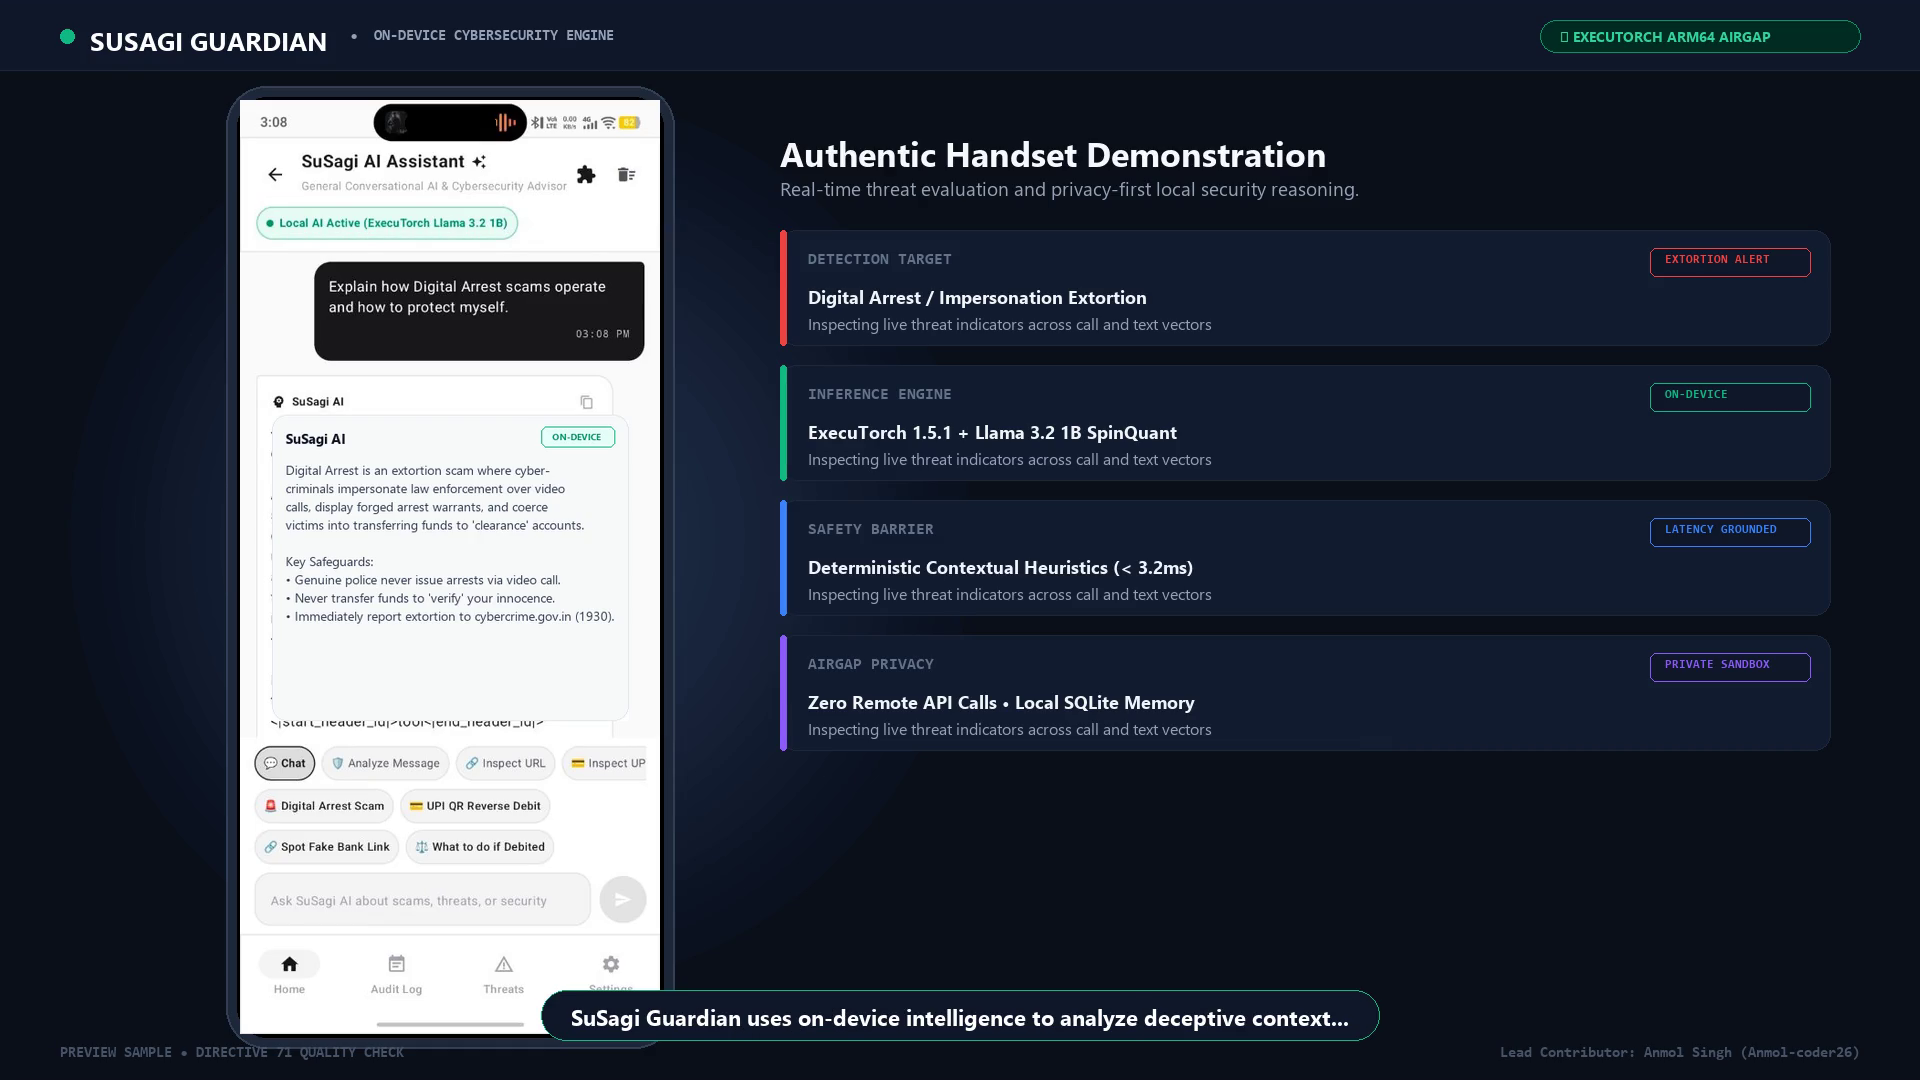 SUSAGI GUARDIAN • ON-DEVICE CYBERSECURITY ENGINE
EXECUTORCH ARM64 AIRGAP
3:08
VoLTE 0.00 KB/s 4G 82
SuSagi AI Assistant
General Conversational AI & Cybersecurity Advisor
Local AI Active (ExecuTorch Llama 3.2 1B)
Explain how Digital Arrest scams operate
and how to protect myself.
03:08 PM
SuSagi AI
SuSagi AI
ON-DEVICE
Digital Arrest is an extortion scam where cyber-
criminals impersonate law enforcement over video
calls, display forged arrest warrants, and coerce
victims into transferring funds to 'clearance' accounts.
Key Safeguards:
• Genuine police never issue arrests via video call.
• Never transfer funds to 'verify' your innocence.
• Immediately report extortion to cybercrime.gov.in (1930).
<|start_header_id|>tool<|end_header_id|>
Chat
Analyze Message
Inspect URL
Inspect UP
Digital Arrest Scam
UPI QR Reverse Debit
Spot Fake Bank Link
What to do if Debited
Ask SuSagi AI about scams, threats, or security
Home
Audit Log
Threats
Settings
Authentic Handset Demonstration
Real-time threat evaluation and privacy-first local security reasoning.
DETECTION TARGET
EXTORTION ALERT
Digital Arrest / Impersonation Extortion
Inspecting live threat indicators across call and text vectors
INFERENCE ENGINE
ON-DEVICE
ExecuTorch 1.5.1 + Llama 3.2 1B SpinQuant
Inspecting live threat indicators across call and text vectors
SAFETY BARRIER
LATENCY GROUNDED
Deterministic Contextual Heuristics (< 3.2ms)
Inspecting live threat indicators across call and text vectors
AIRGAP PRIVACY
PRIVATE SANDBOX
Zero Remote API Calls • Local SQLite Memory
Inspecting live threat indicators across call and text vectors
SuSagi Guardian uses on-device intelligence to analyze deceptive context...
PREVIEW SAMPLE • DIRECTIVE 71 QUALITY CHECK
Lead Contributor: Anmol Singh (Anmol-coder26)